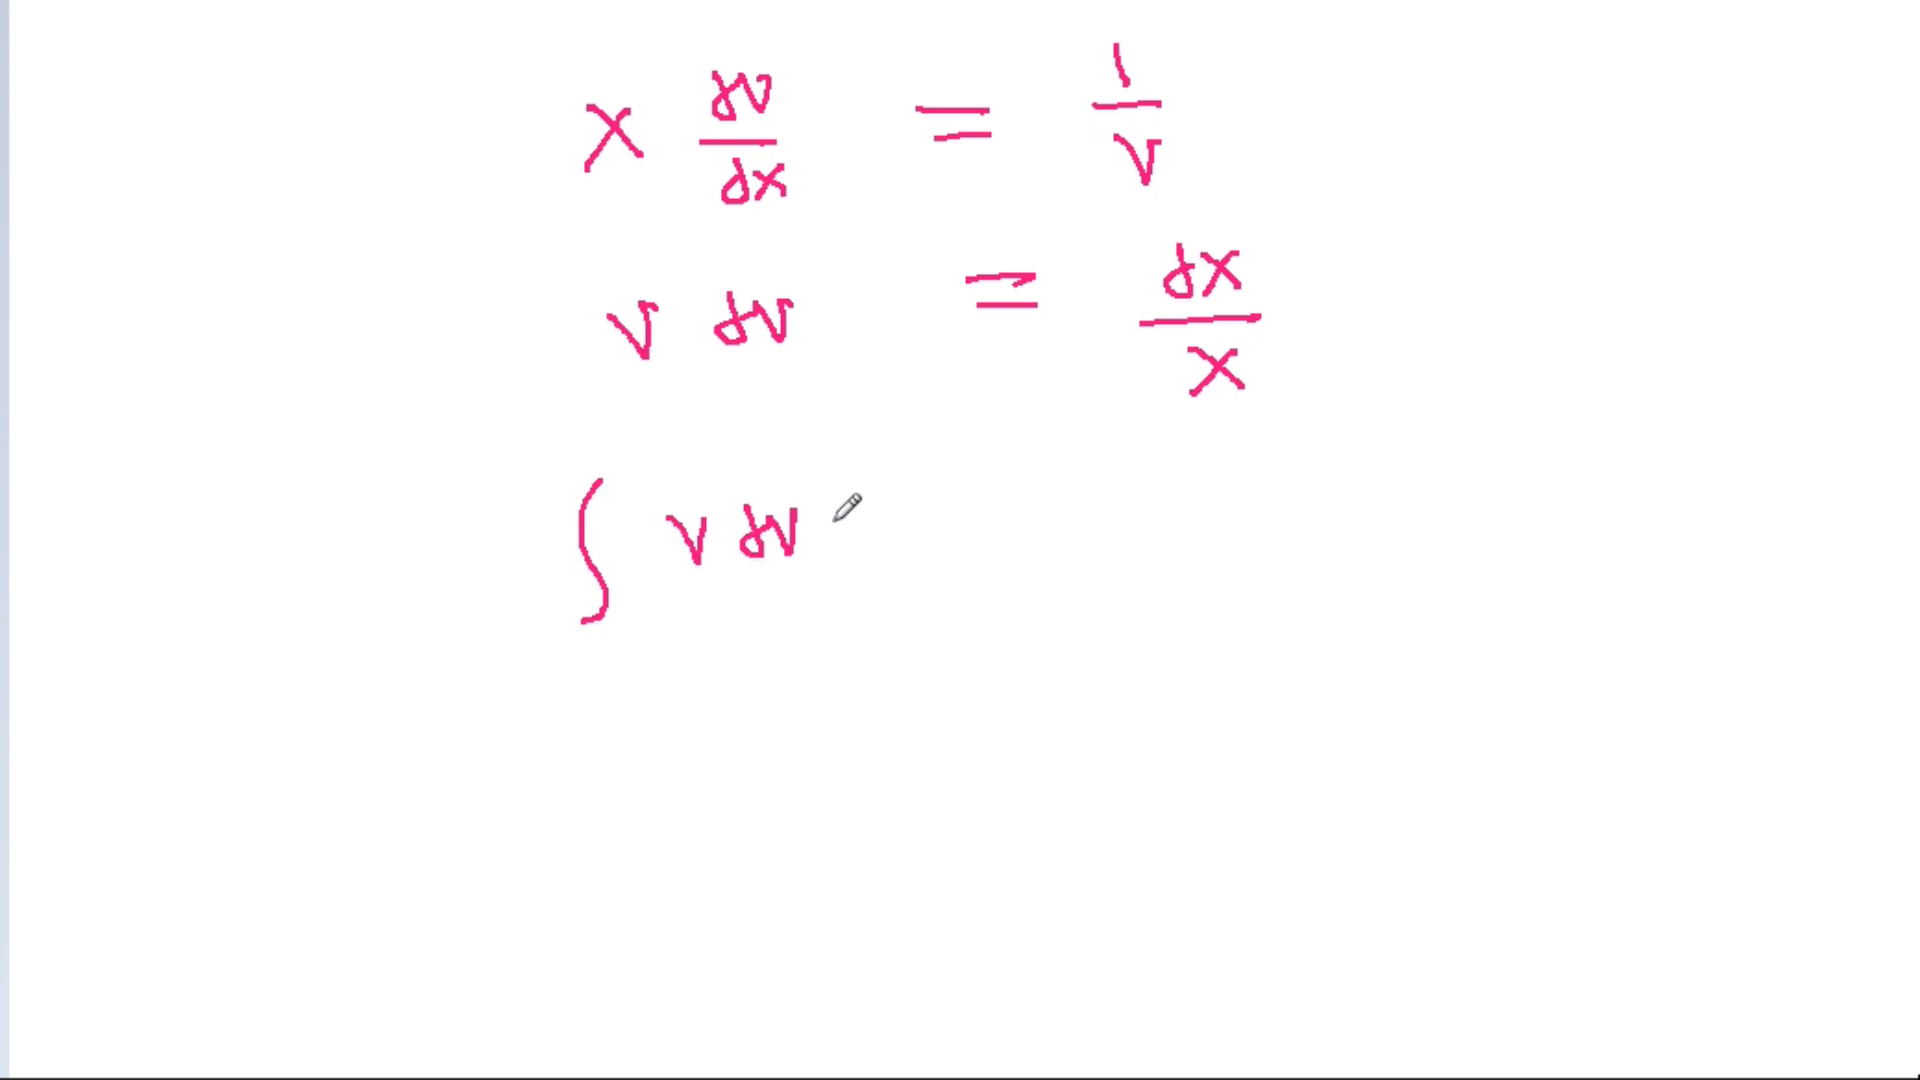 x dv/dx = 1/v
v dv = dx/x
∫ v dv